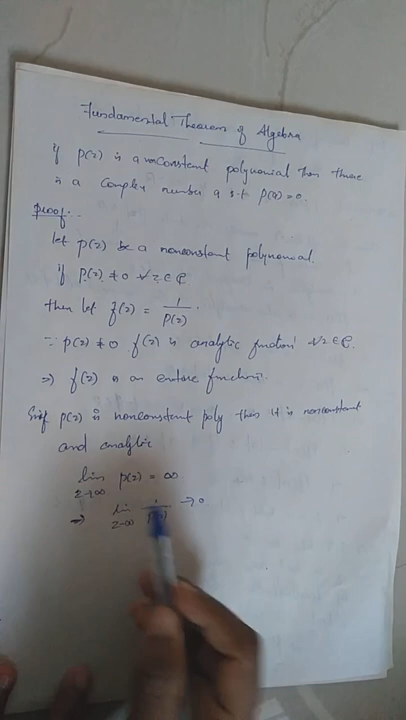 Fundamental Theorem of Algebra
if p(z) is a nonconstant polynomial then there
is a complex number a s.t p(a)=0.
Proof:
let p(z) be a nonconstant polynomial.
if p(z) ≠ 0 ∀ z ∈ ℂ
then let f(z) = 1/p(z).
∵ p(z) ≠ 0 f(z) is analytic function ∀ z ∈ ℂ.
⇒ f(z) is an entire function.
p(z) is nonconstant poly then it is nonconstant
and analytic
lim z→∞ p(z) = ∞
⇒ lim z→∞ 1/p(z) → 0